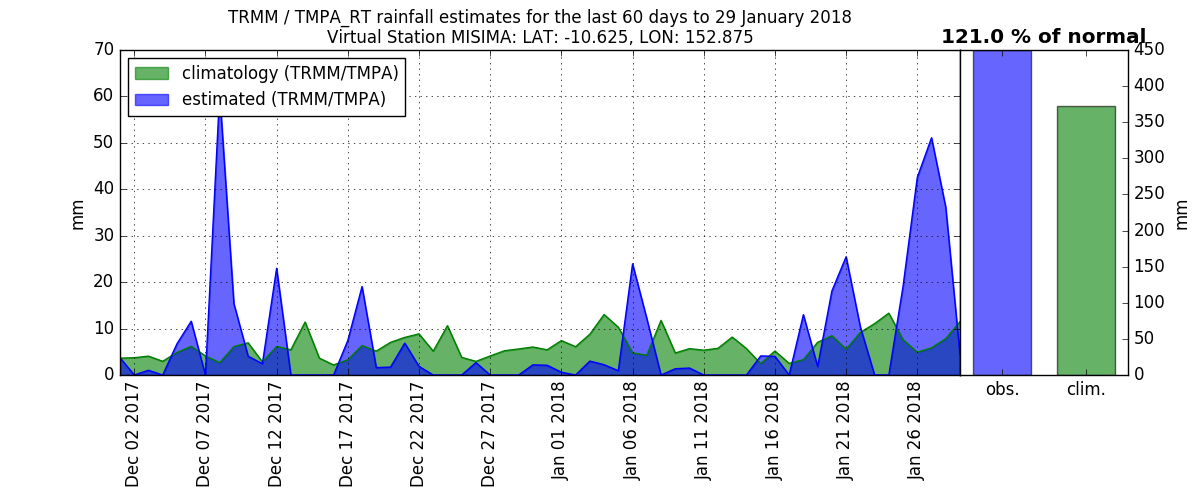 TRMM / TMPA_RT rainfall estimates for the last 60 days to 29 January 2018
Virtual Station MISIMA: LAT: -10.625, LON: 152.875
121.0 % of normal
climatology (TRMM/TMPA)
estimated (TRMM/TMPA)
70
60
50
40
30
20
10
0
mm
450
400
350
300
250
200
150
100
50
0
mm
Dec 02 2017
Dec 07 2017
Dec 12 2017
Dec 17 2017
Dec 22 2017
Dec 27 2017
Jan 01 2018
Jan 06 2018
Jan 11 2018
Jan 16 2018
Jan 21 2018
Jan 26 2018
obs.
clim.